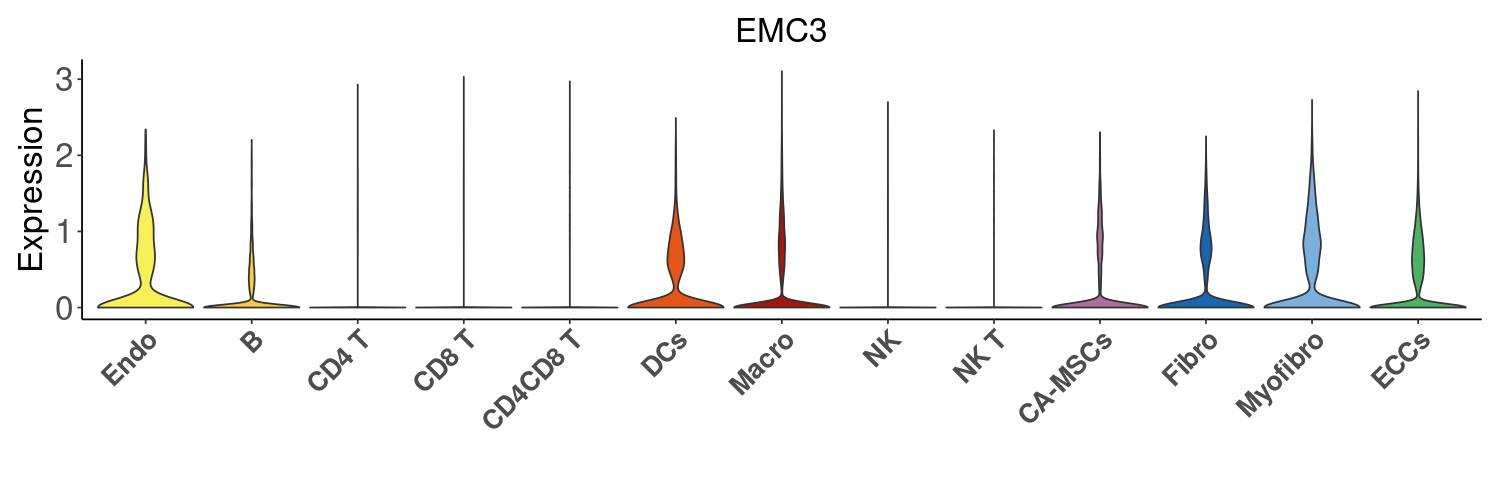 EMC3
Expression
3
2
1
0
Endo
B
CD4 T
CD8 T
CD4CD8 T
DCs
Macro
NK
NK T
CA-MSCs
Fibro
Myofibro
ECCs